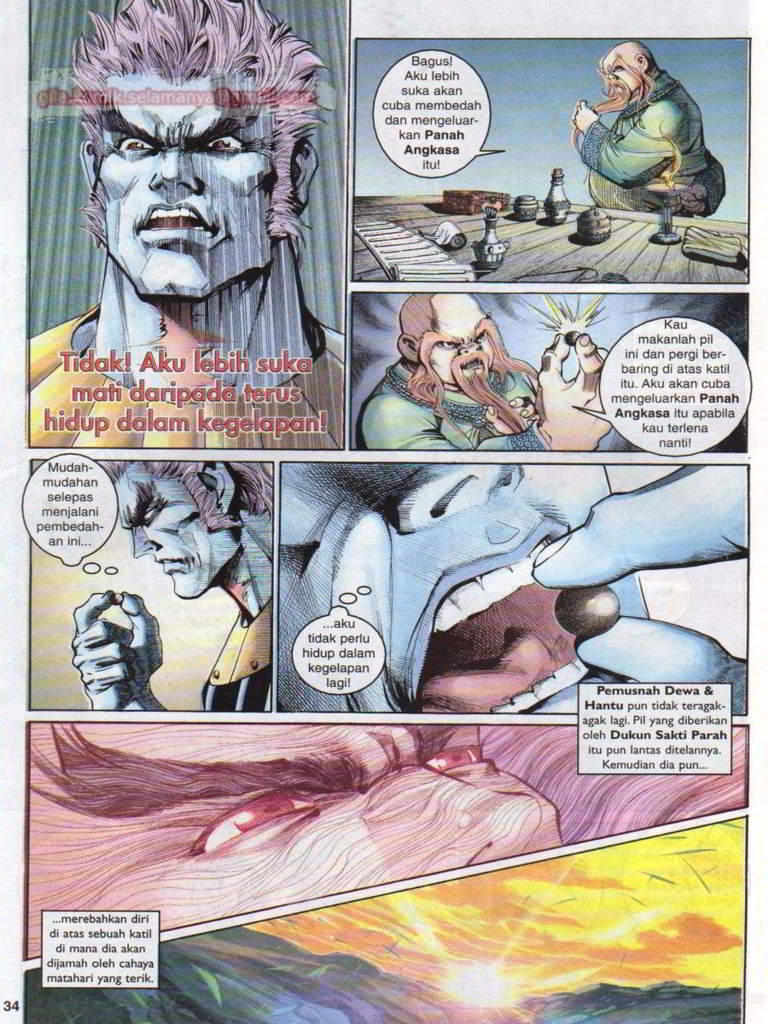 gila.komik.selamanya@gmail.com
Tidak! Aku lebih suka
mati daripada terus
hidup dalam kegelapan!
Bagus!
Aku lebih
suka akan
cuba membedah
dan mengeluar-
kan Panah
Angkasa
itu!
Kau
makanlah pil
ini dan pergi ber-
baring di atas katil
itu. Aku akan cuba
mengeluarkan Panah
Angkasa itu apabila
kau terlena
nanti!
Mudah-
mudahan
selepas
menjalani
pembedah-
an ini...
...aku
tidak perlu
hidup dalam
kegelapan
lagi!
Pemusnah Dewa &
Hantu pun tidak teragak-
agak lagi. Pil yang diberikan
oleh Dukun Sakti Parah
itu pun lantas ditelannya.
Kemudian dia pun...
...merebahkan diri
di atas sebuah katil
di mana dia akan
dijamah oleh cahaya
matahari yang terik.
34